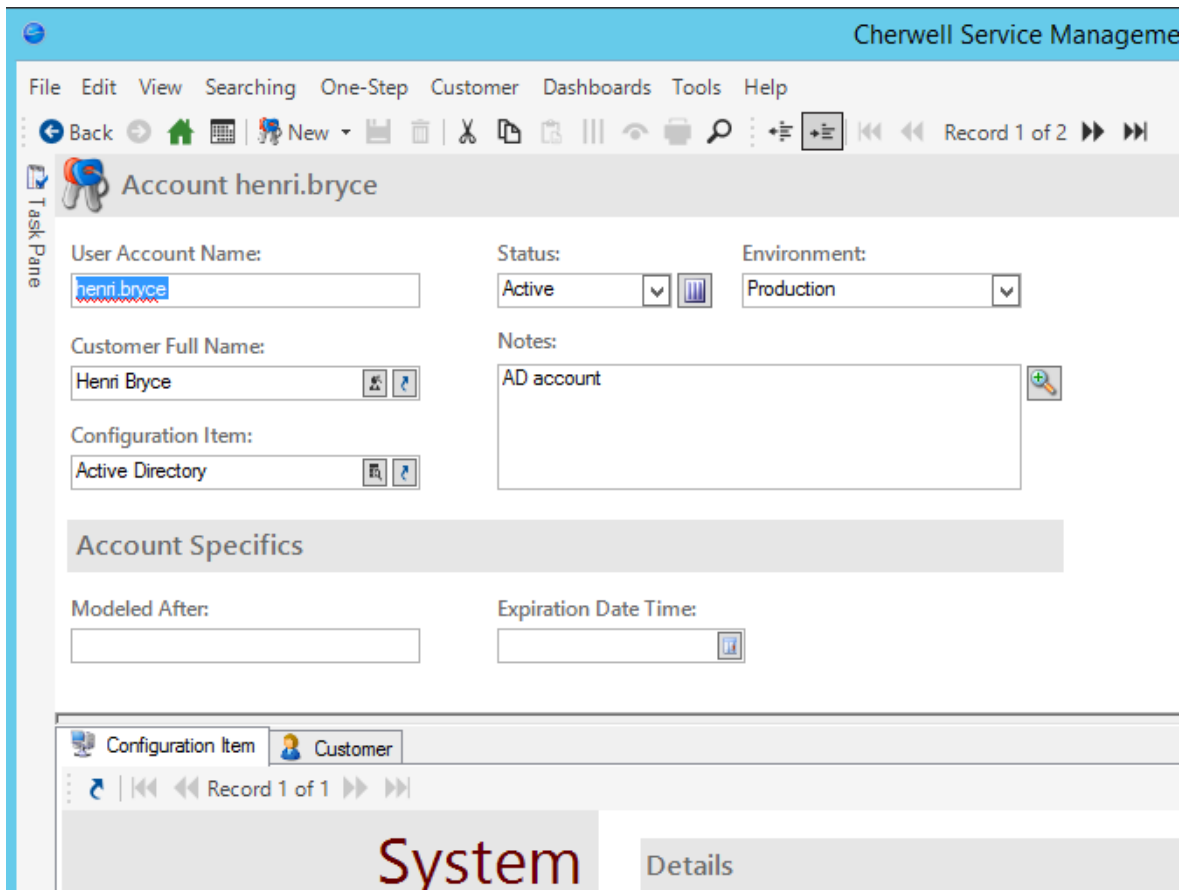 Cherwell Service Manageme
File Edit View Searching One-Step Customer Dashboards Tools Help
Back New Record 1 of 2
Task Pane
Account henri.bryce
User Account Name: Status: Environment:
henri.bryce Active Production
Customer Full Name: Notes:
Henri Bryce AD account
Configuration Item:
Active Directory
Account Specifics
Modeled After: Expiration Date Time:
Configuration Item Customer
Record 1 of 1
System Details